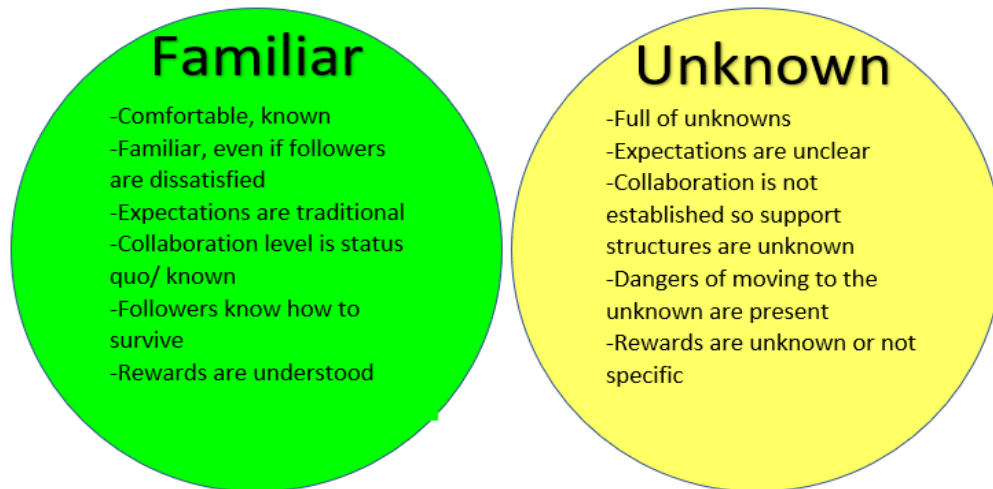 Familiar
-Comfortable, known
-Familiar, even if followers
are dissatisfied
-Expectations are traditional
-Collaboration level is status
quo/ known
-Followers know how to
survive
-Rewards are understood
Unknown
-Full of unknowns
-Expectations are unclear
-Collaboration is not
established so support
structures are unknown
-Dangers of moving to the
unknown are present
-Rewards are unknown or not
specific